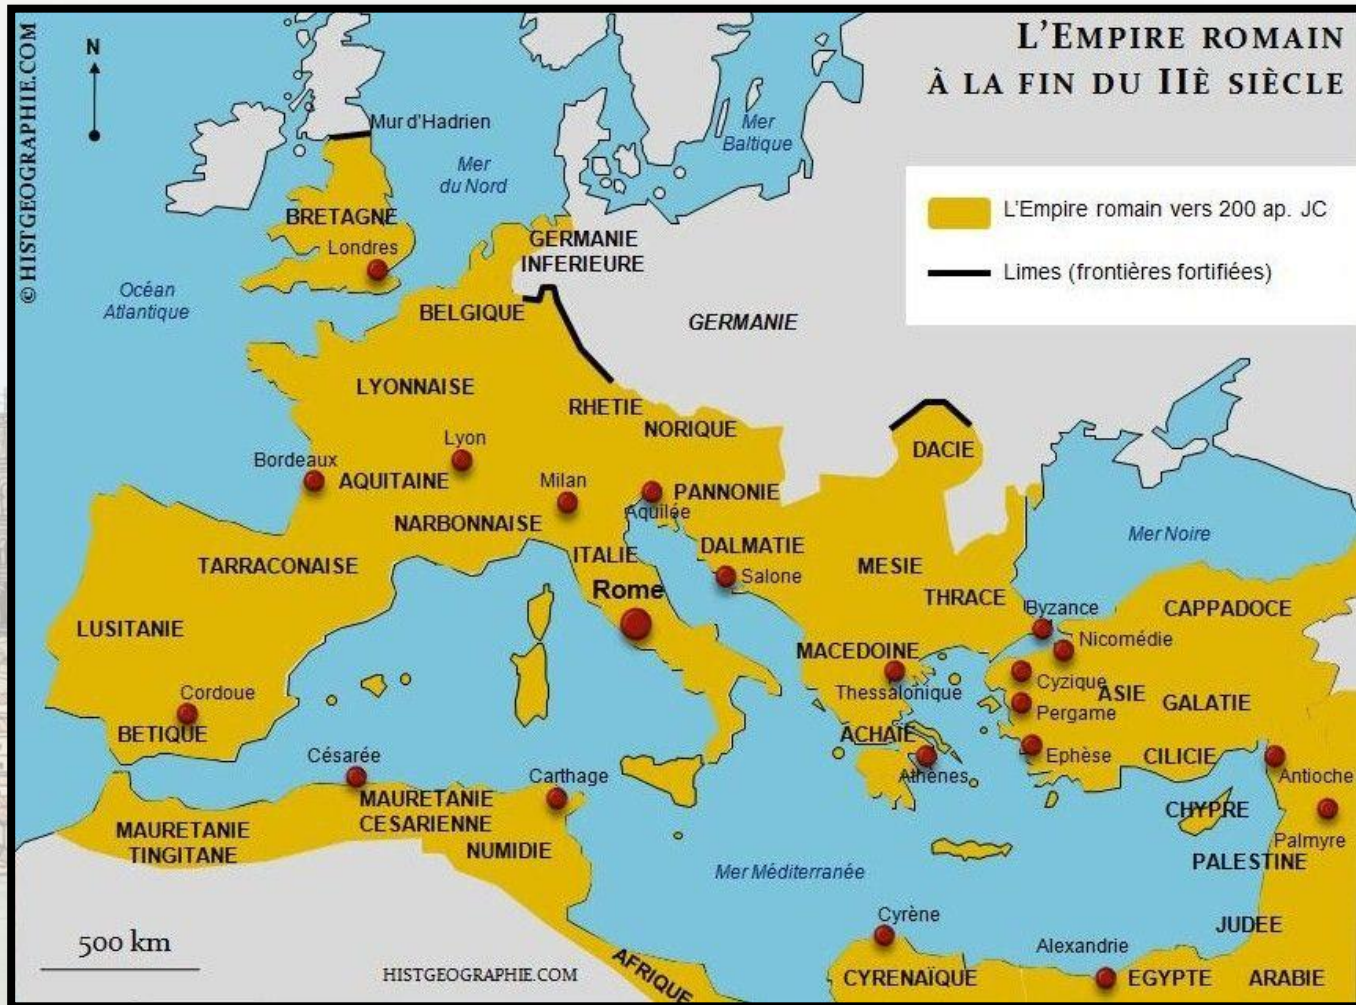 L'EMPIRE ROMAIN
À LA FIN DU IIÈ SIÈCLE
© HISTGEOGRAPHIE.COM
N
L'Empire romain vers 200 ap. JC
Limes (frontières fortifiées)
Mur d'Hadrien
Mer
Baltique
Mer
du Nord
BRETAGNE
Londres
GERMANIE
INFERIEURE
Océan
Atlantique
BELGIQUE
GERMANIE
LYONNAISE
RHETIE
NORIQUE
DACIE
Lyon
Bordeaux
AQUITAINE
Milan
PANNONIE
Aquilée
NARBONNAISE
Mer Noire
ITALIE
DALMATIE
TARRACONAISE
MESIE
Salone
Rome
THRACE
Byzance
CAPPADOCE
LUSITANIE
Nicomédie
MACEDOINE
Cyzique
Thessalonique
ASIE
GALATIE
Cordoue
Pergame
BETIQUE
ACHAÏE
Ephèse
CILICIE
Césarée
Carthage
Athènes
Antioche
MAURETANIE
CESARIENNE
CHYPRE
MAURETANIE
TINGITANE
Palmyre
NUMIDIE
PALESTINE
Mer Méditerranée
Cyrène
JUDEE
500 km
Alexandrie
HISTGEOGRAPHIE.COM
AFRIQUE
CYRENAÏQUE
EGYPTE
ARABIE